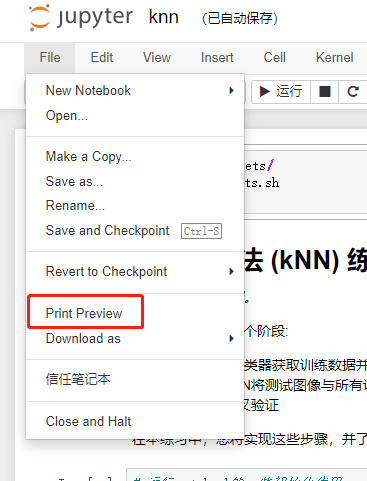 jupyter knn (已自动保存)
File Edit View Insert Cell Kernel
New Notebook
运行
Open...
Make a Copy...
ets/
Save as...
ts.sh
Rename...
Save and Checkpoint Ctrl-S
法 (kNN) 练
Revert to Checkpoint
Print Preview
个阶段:
Download as
类器获取训练数据并
信任笔记本
N将测试图像与所有
又验证
Close and Halt
在本练习中，您将实现这些步骤，并了